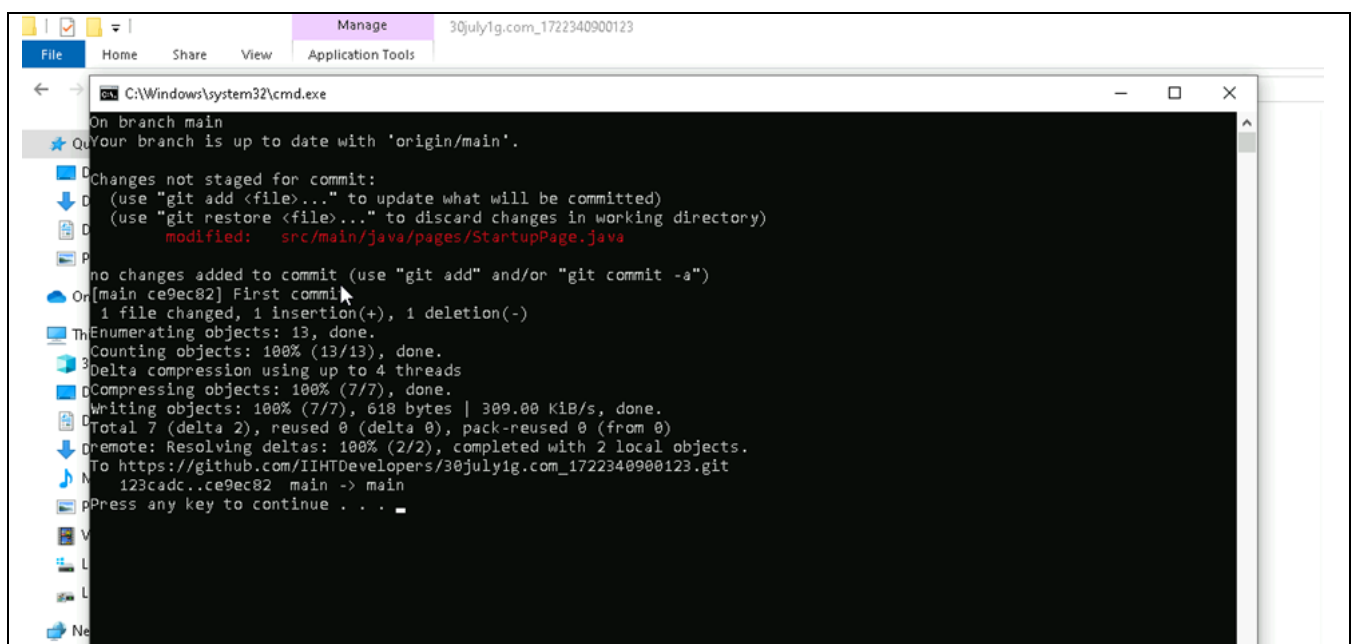 Manage 30july1g.com_1722340900123
File Home Share View Application Tools
C:\Windows\system32\cmd.exe
On branch main
Your branch is up to date with 'origin/main'.
Changes not staged for commit:
(use "git add <file>..." to update what will be committed)
(use "git restore <file>..." to discard changes in working directory)
modified: src/main/java/pages/StartupPage.java
no changes added to commit (use "git add" and/or "git commit -a")
[main ce9ec82] First commit
1 file changed, 1 insertion(+), 1 deletion(-)
Enumerating objects: 13, done.
Counting objects: 100% (13/13), done.
Delta compression using up to 4 threads
Compressing objects: 100% (7/7), done.
Writing objects: 100% (7/7), 618 bytes | 309.00 KiB/s, done.
Total 7 (delta 2), reused 0 (delta 0), pack-reused 0 (from 0)
remote: Resolving deltas: 100% (2/2), completed with 2 local objects.
To https://github.com/IIHTDevelopers/30july1g.com_1722340900123.git
123cadc..ce9ec82 main -> main
Press any key to continue . . .